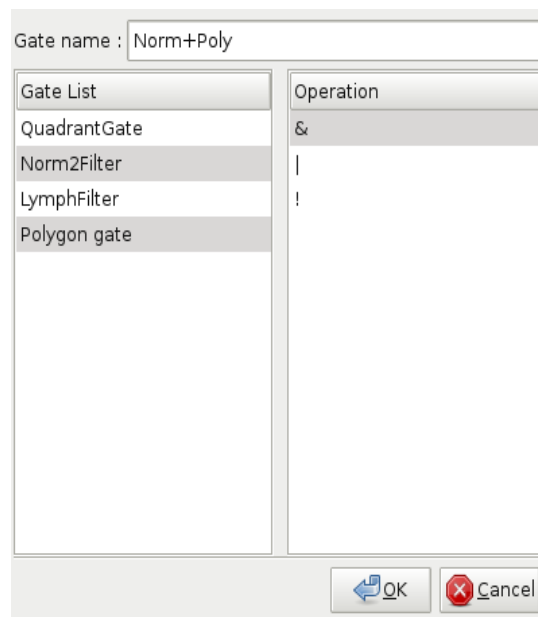 Gate name : Norm+Poly
Gate List
QuadrantGate
Norm2Filter
LymphFilter
Polygon gate
Operation
&
|
!
OK
Cancel